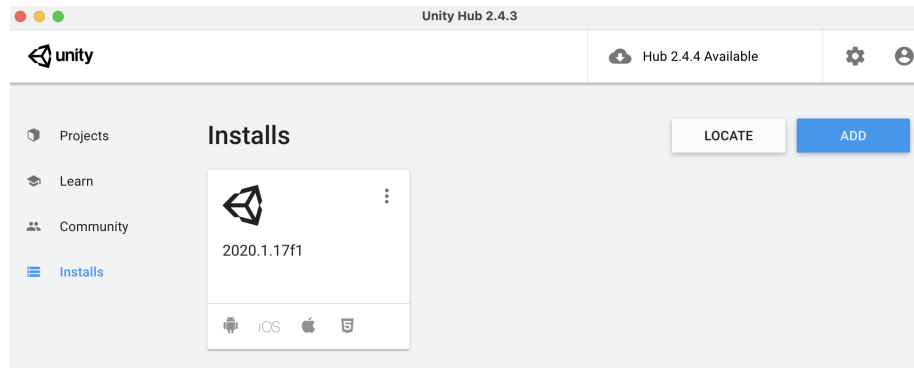 Unity Hub 2.4.3
unity
Hub 2.4.4 Available
Projects
Learn
Community
Installs
Installs
LOCATE
ADD
2020.1.17f1
iOS